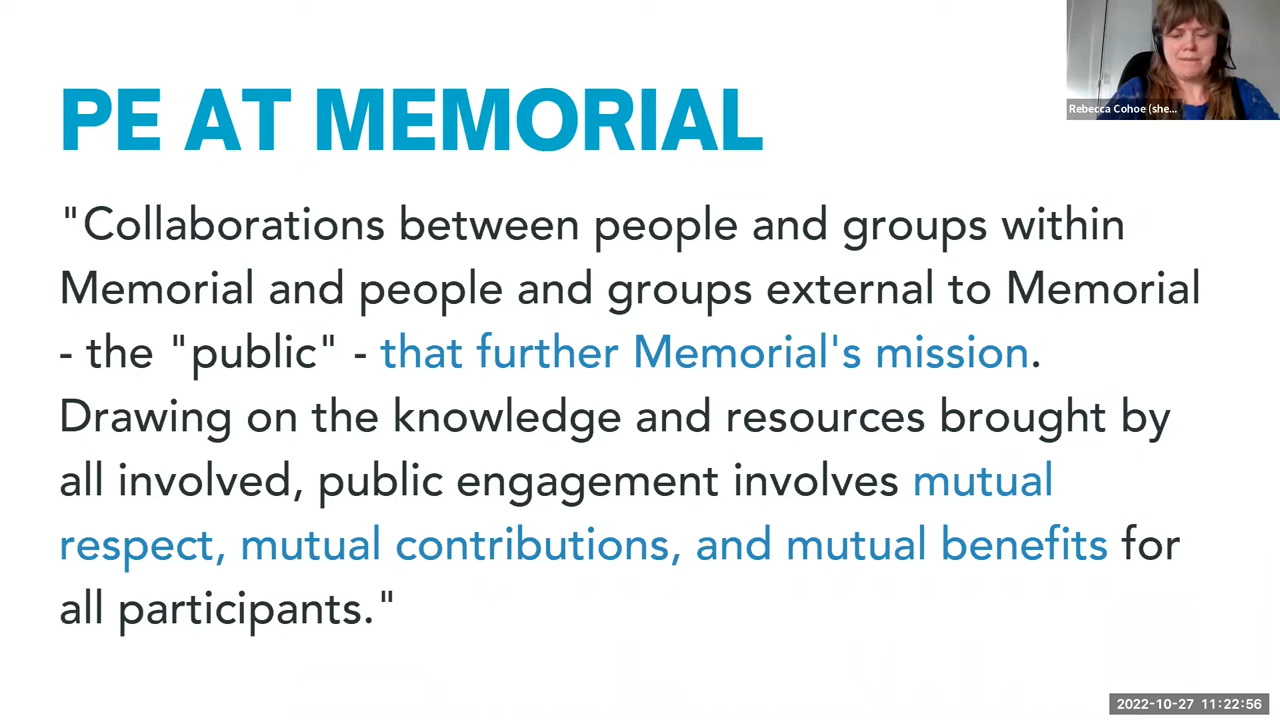 PE AT MEMORIAL
Rebecca Cohoe (she...
"Collaborations between people and groups within
Memorial and people and groups external to Memorial
- the "public" - that further Memorial's mission.
Drawing on the knowledge and resources brought by
all involved, public engagement involves mutual
respect, mutual contributions, and mutual benefits for
all participants."
2022-10-27 11:22:56